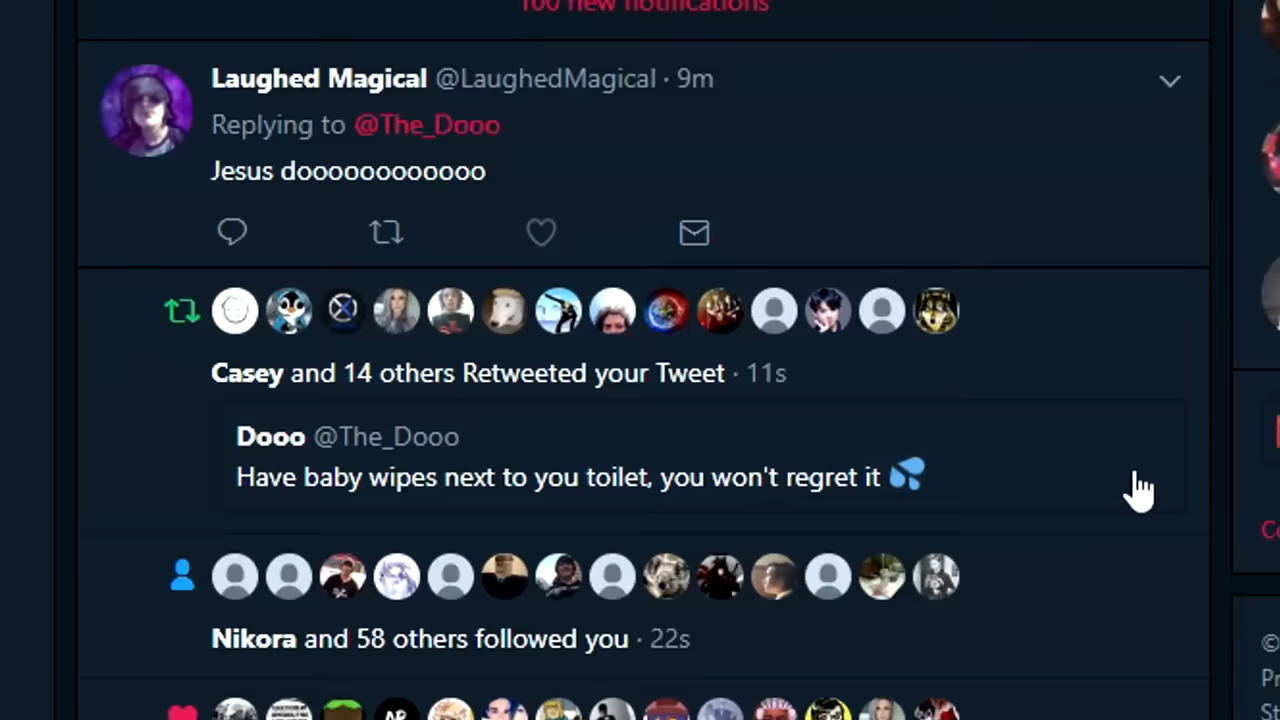 100 new notifications
Laughed Magical @LaughedMagical · 9m
Replying to @The_Dooo
Jesus doooooooooooo
Casey and 14 others Retweeted your Tweet · 11s
Dooo @The_Dooo
Have baby wipes next to you toilet, you won't regret it 💦
Nikora and 58 others followed you · 22s